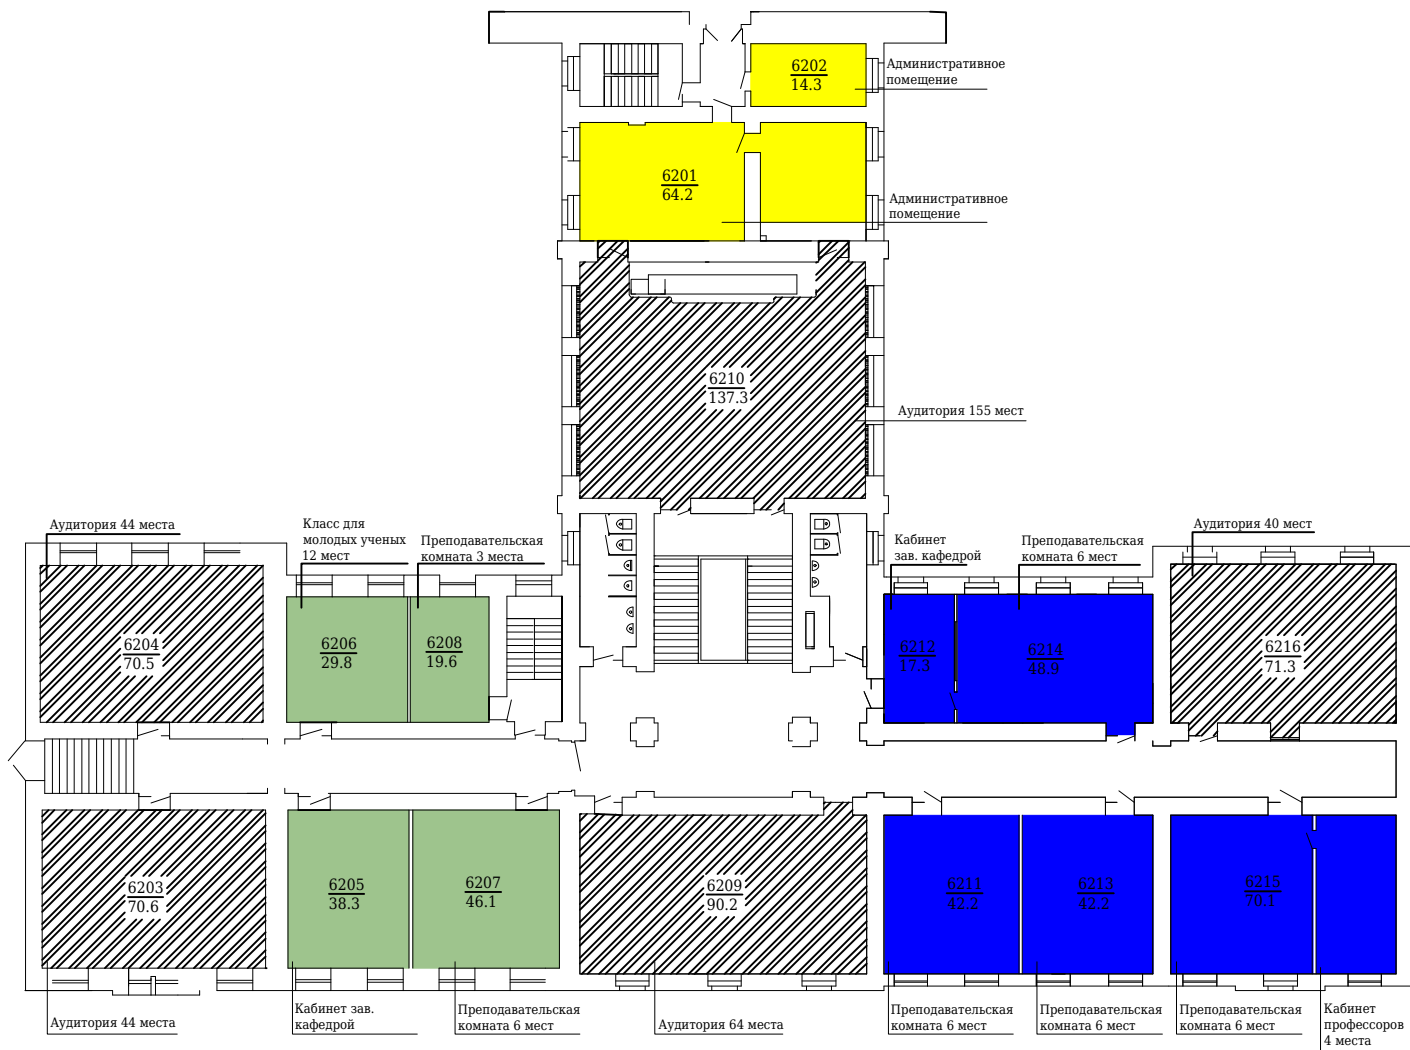 6202
14.3
Административное
помещение
6201
64.2
Административное
помещение
6210
137.3
Аудитория 155 мест
Аудитория 44 места
Класс для
молодых ученых
12 мест
Преподавательская
комната 3 места
Кабинет
зав. кафедрой
Преподавательская
комната 6 мест
Аудитория 40 мест
6204
70.5
6206
29.8
6208
19.6
6212
17.3
6214
48.9
6216
71.3
6203
70.6
6205
38.3
6207
46.1
6209
90.2
6211
42.2
6213
42.2
6215
70.1
Аудитория 44 места
Кабинет зав.
кафедрой
Преподавательская
комната 6 мест
Аудитория 64 места
Преподавательская
комната 6 мест
Преподавательская
комната 6 мест
Преподавательская
комната 6 мест
Кабинет
профессоров
4 места